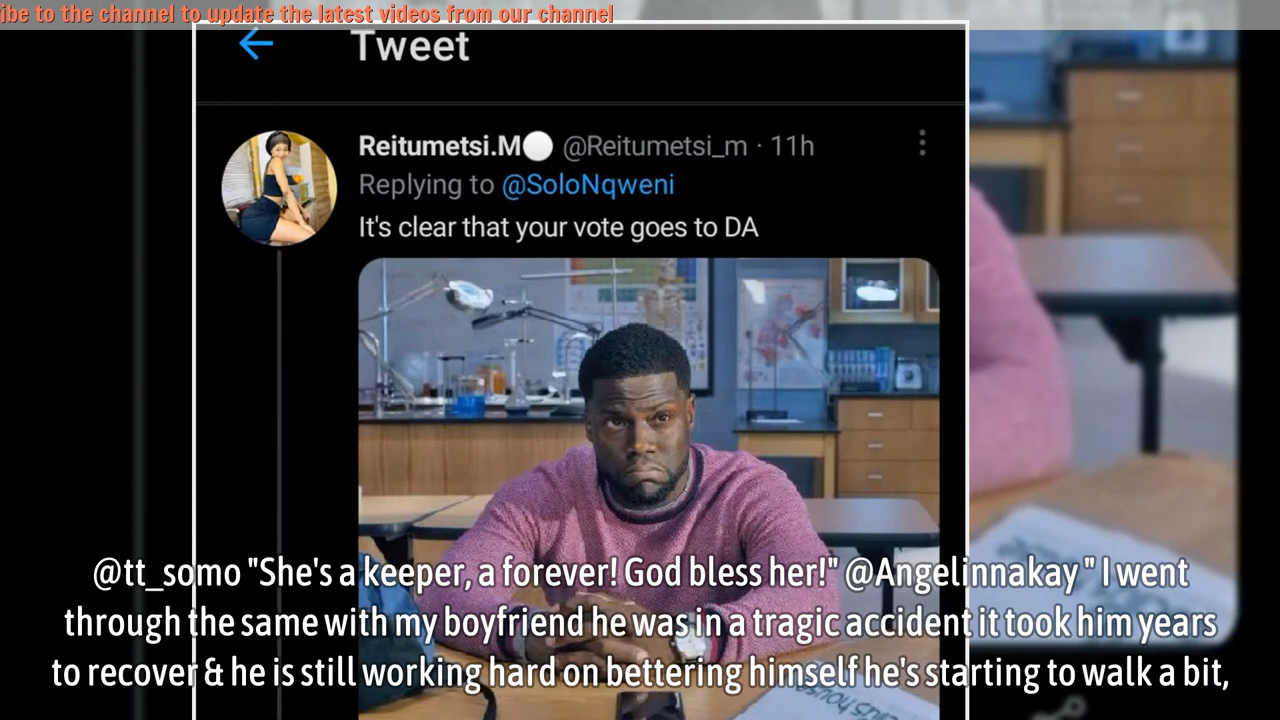 ibe to the channel to update the latest videos from our channel
Tweet
Reitumetsi.M @Reitumetsi_m · 11h
Replying to @SoloNqweni
It's clear that your vote goes to DA
@tt_somo "She's a keeper, a forever! God bless her!" @Angelinnakay " I went
through the same with my boyfriend he was in a tragic accident it took him years
to recover & he is still working hard on bettering himself he's starting to walk a bit,